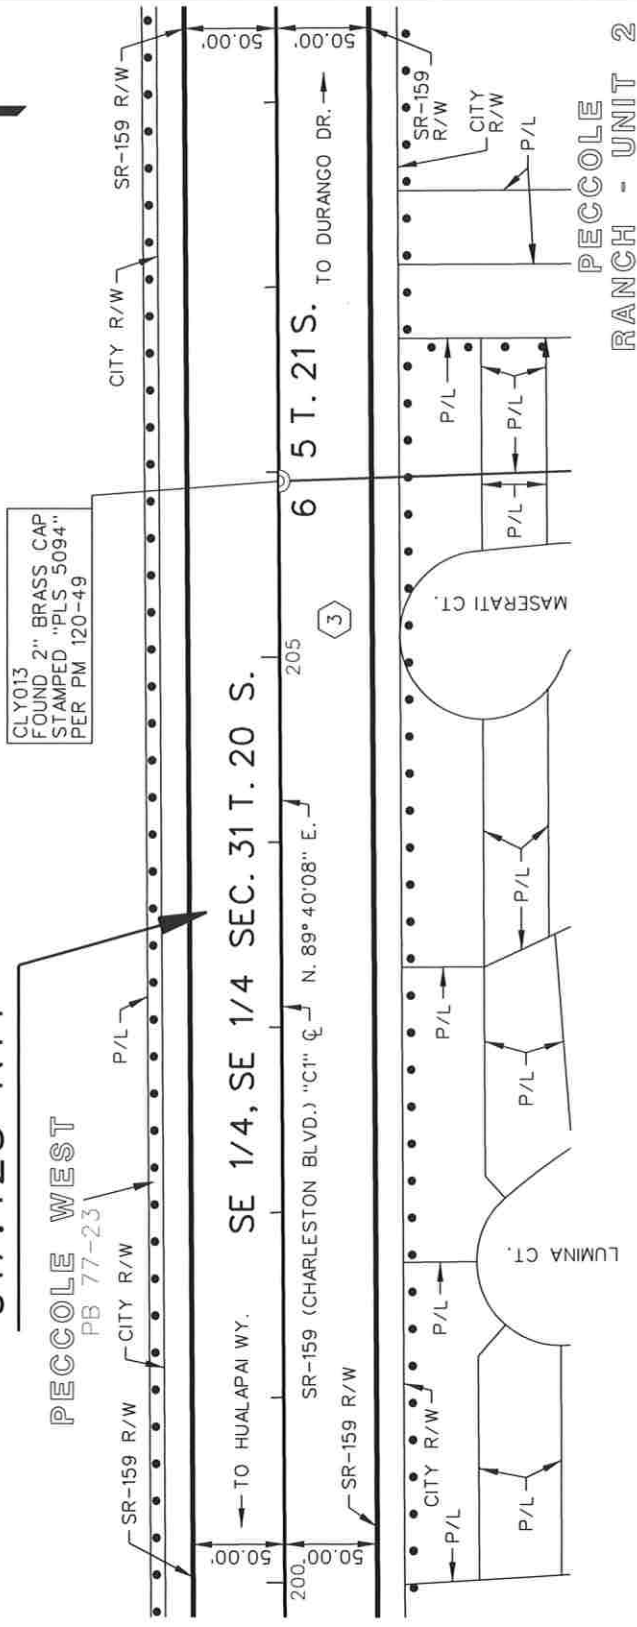 CLY013
FOUND 2" BRASS CAP
STAMPED "PLS 5094"
PER PM 120-49
PECCOLE WEST
PB 77-23
SR-159 R/W
CITY R/W
P/L
CITY R/W
SR-159 R/W
50.00'
50.00'
TO HUALAPAI WY.
SE 1/4, SE 1/4 SEC. 31 T. 20 S.
50.00'
50.00'
200
SR-159 (CHARLESTON BLVD.) "C1" ℄
N. 89° 40'08" E.
205
3
6
5 T. 21 S.
TO DURANGO DR.
SR-159 R/W
SR-159
R/W
CITY
R/W
CITY R/W
P/L
P/L
P/L
P/L
P/L
P/L
P/L
P/L
P/L
P/L
LUMINA CT.
MASERATI CT.
PECCOLE
RANCH - UNIT 2